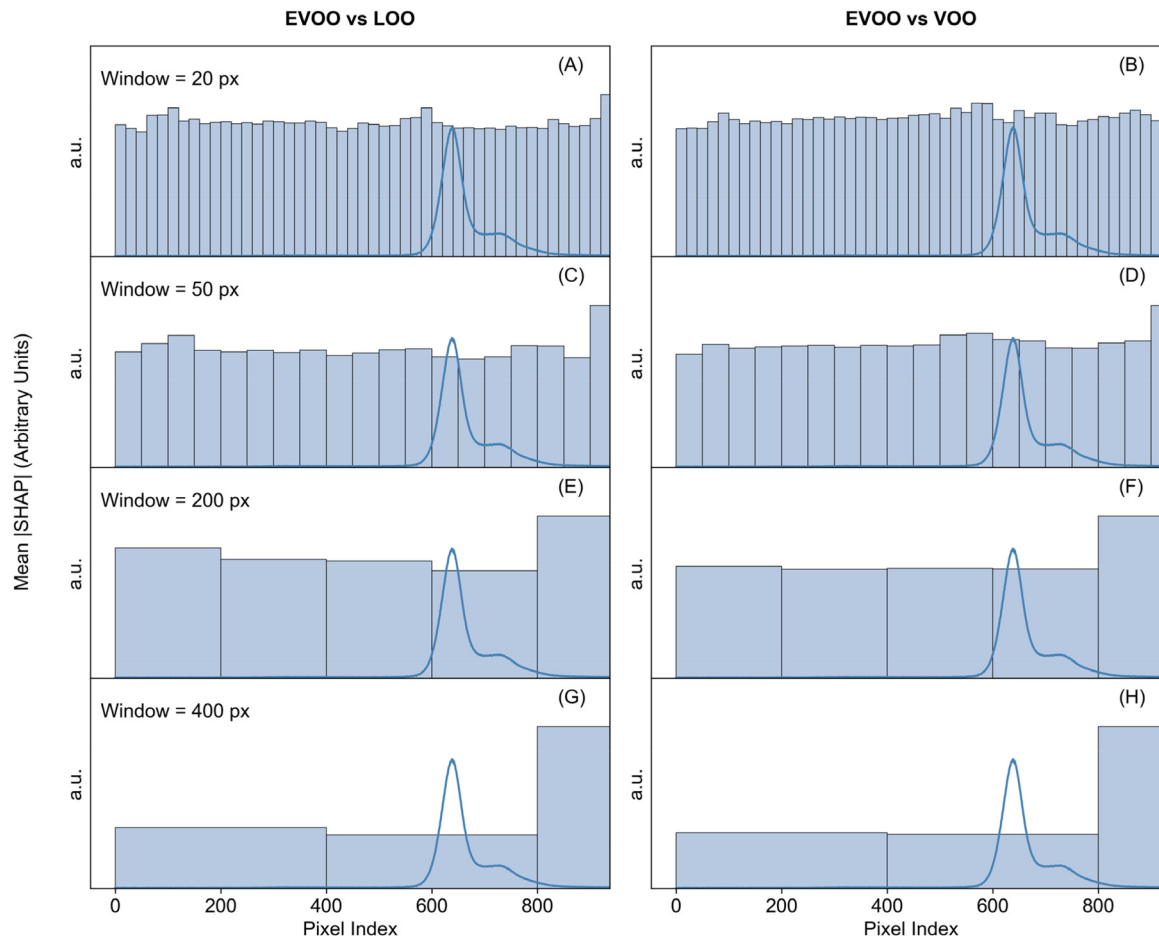 EVOO vs LOO
EVOO vs VOO
Mean |SHAP| (Arbitrary Units)
Window = 20 px
(A)
a.u.
(B)
a.u.
Window = 50 px
(C)
a.u.
(D)
a.u.
Window = 200 px
(E)
a.u.
(F)
a.u.
Window = 400 px
(G)
a.u.
(H)
a.u.
0 200 400 600 800
Pixel Index
0 200 400 600 800
Pixel Index